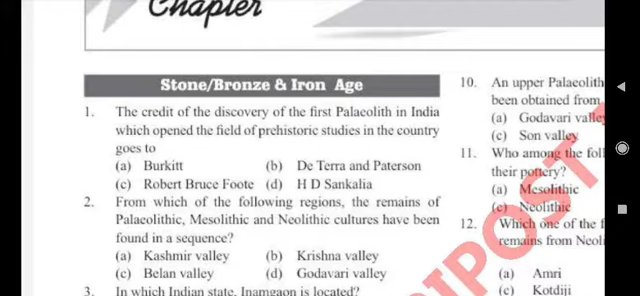 Chapter
Stone/Bronze & Iron Age
1. The credit of the discovery of the first Palaeolith in India
which opened the field of prehistoric studies in the country
goes to
(a) Burkitt (b) De Terra and Paterson
(c) Robert Bruce Foote (d) H D Sankalia
2. From which of the following regions, the remains of
Palaeolithic, Mesolithic and Neolithic cultures have been
found in a sequence?
(a) Kashmir valley (b) Krishna valley
(c) Belan valley (d) Godavari valley
3. In which Indian state, Inamgaon is located?
10. An upper Palaeolith
been obtained from
(a) Godavari valley
(c) Son valley
11. Who among the foll
their pottery?
(a) Mesolithic
(c) Neolithic
12. Which one of the f
remains from Neoli
(a) Amri
(c) Kotdiji
IPOST